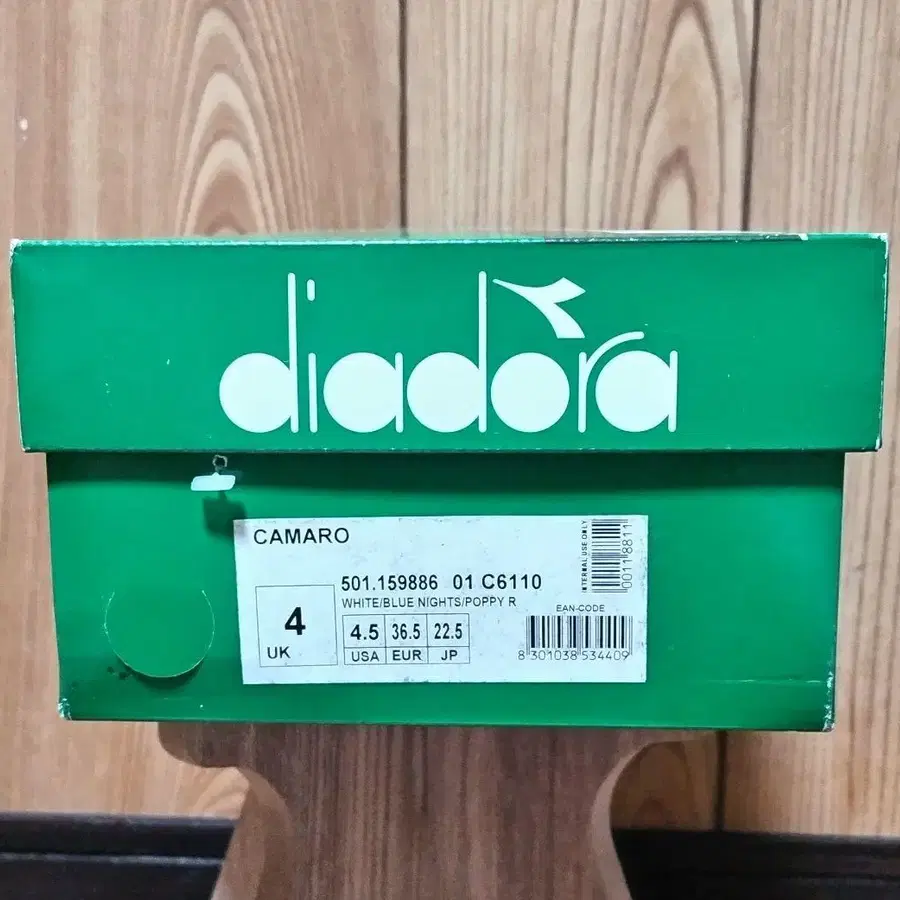 diadora
CAMARO
501.159886 01 C6110
WHITE/BLUE NIGHTS/POPPY R
4
UK
4.5 36.5 22.5
USA EUR JP
INTERNAL USE ONLY
00118811
EAN-CODE
8 301038 534409